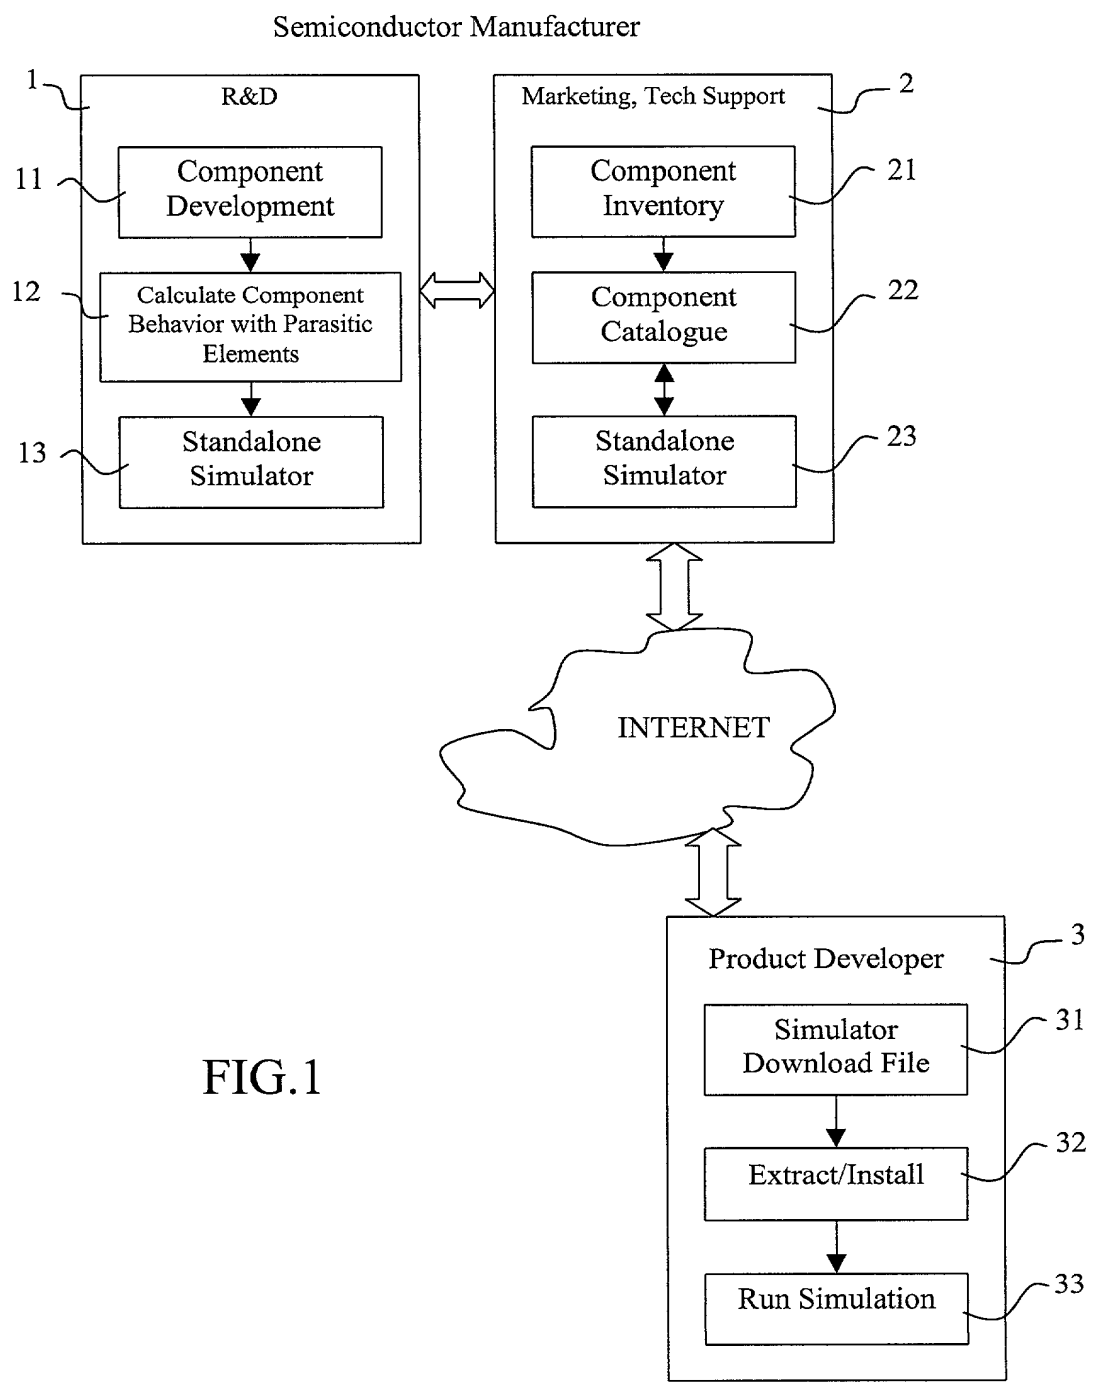 Semiconductor Manufacturer
1
R&D
11
Component
Development
12
Calculate Component
Behavior with Parasitic
Elements
13
Standalone
Simulator
2
Marketing, Tech Support
21
Component
Inventory
22
Component
Catalogue
23
Standalone
Simulator
INTERNET
3
Product Developer
31
Simulator
Download File
32
Extract/Install
33
Run Simulation
FIG.1